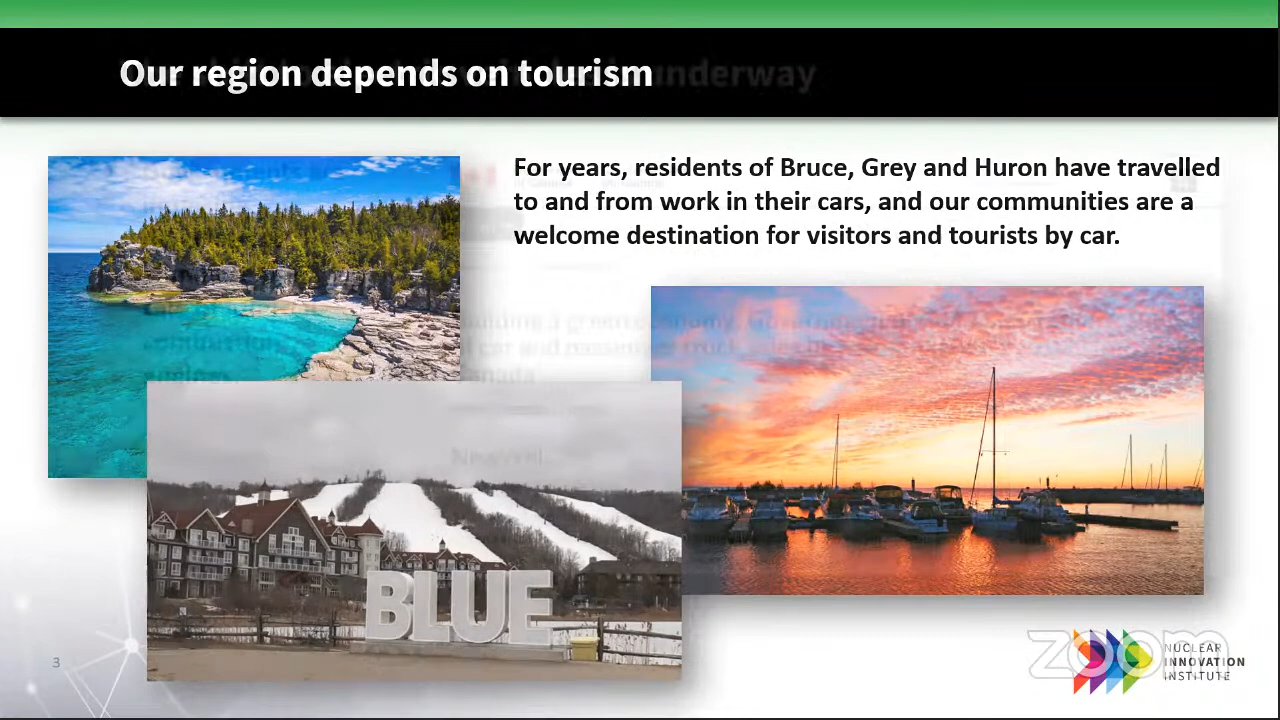 Our region depends on tourism
underway
For years, residents of Bruce, Grey and Huron have travelled
to and from work in their cars, and our communities are a
welcome destination for visitors and tourists by car.
BLUE
3
zoom
NUCLEAR
INNOVATION
INSTITUTE